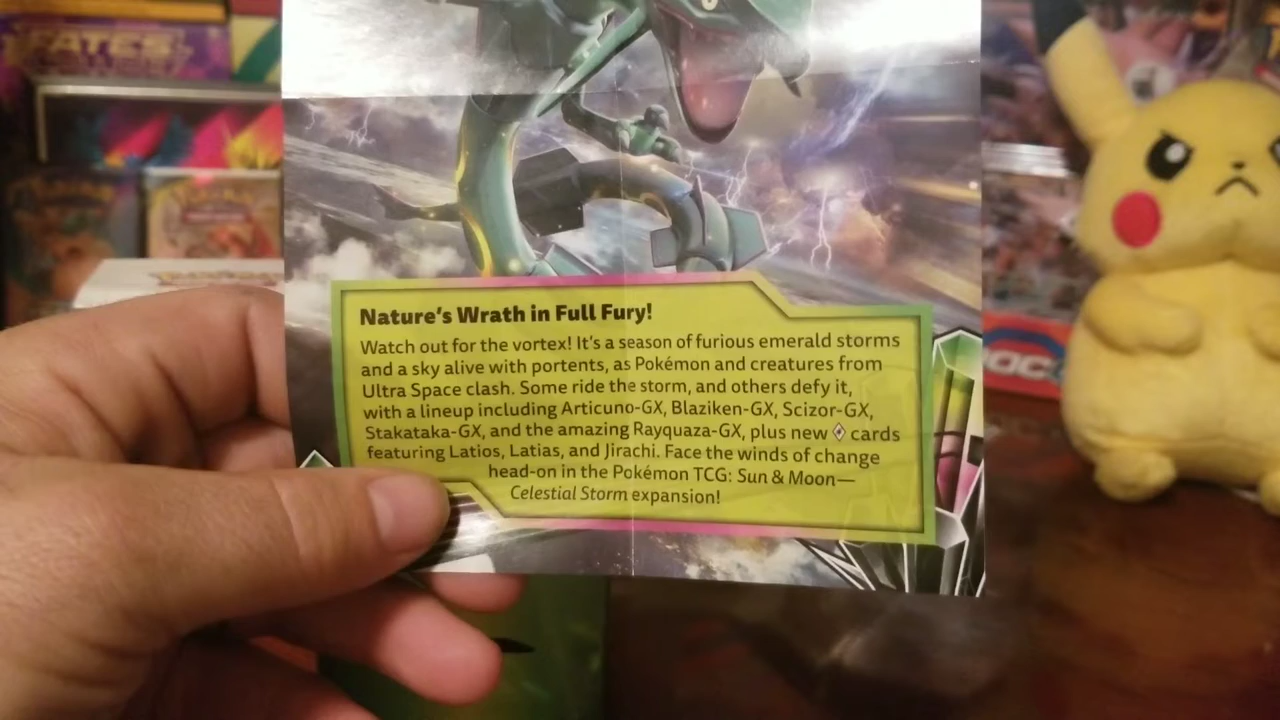 FATES
Nature's Wrath in Full Fury!
Watch out for the vortex! It's a season of furious emerald storms
and a sky alive with portents, as Pokémon and creatures from
Ultra Space clash. Some ride the storm, and others defy it,
with a lineup including Articuno-GX, Blaziken-GX, Scizor-GX,
Stakataka-GX, and the amazing Rayquaza-GX, plus new ◊ cards
featuring Latios, Latias, and Jirachi. Face the winds of change
head-on in the Pokémon TCG: Sun & Moon—
Celestial Storm expansion!